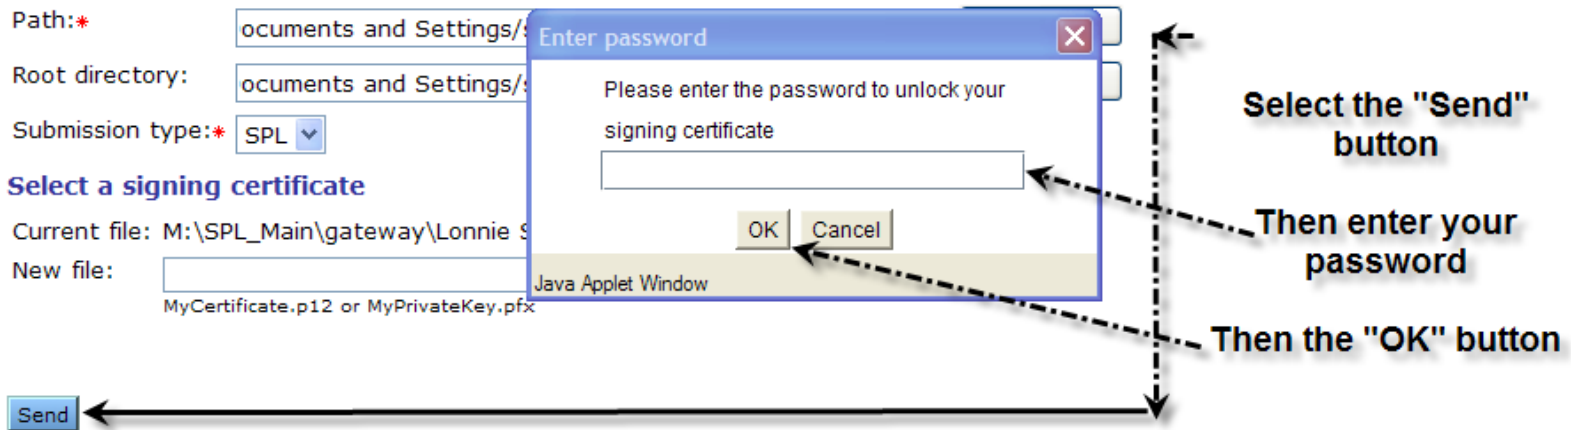 Path:*
ocuments and Settings/s
Root directory:
ocuments and Settings/s
Submission type:*
SPL
Select a signing certificate
Current file: M:\SPL_Main\gateway\Lonnie S
New file:
MyCertificate.p12 or MyPrivateKey.pfx
Send
Enter password
Please enter the password to unlock your
signing certificate
OK
Cancel
Java Applet Window
Select the "Send"
button
Then enter your
password
Then the "OK" button